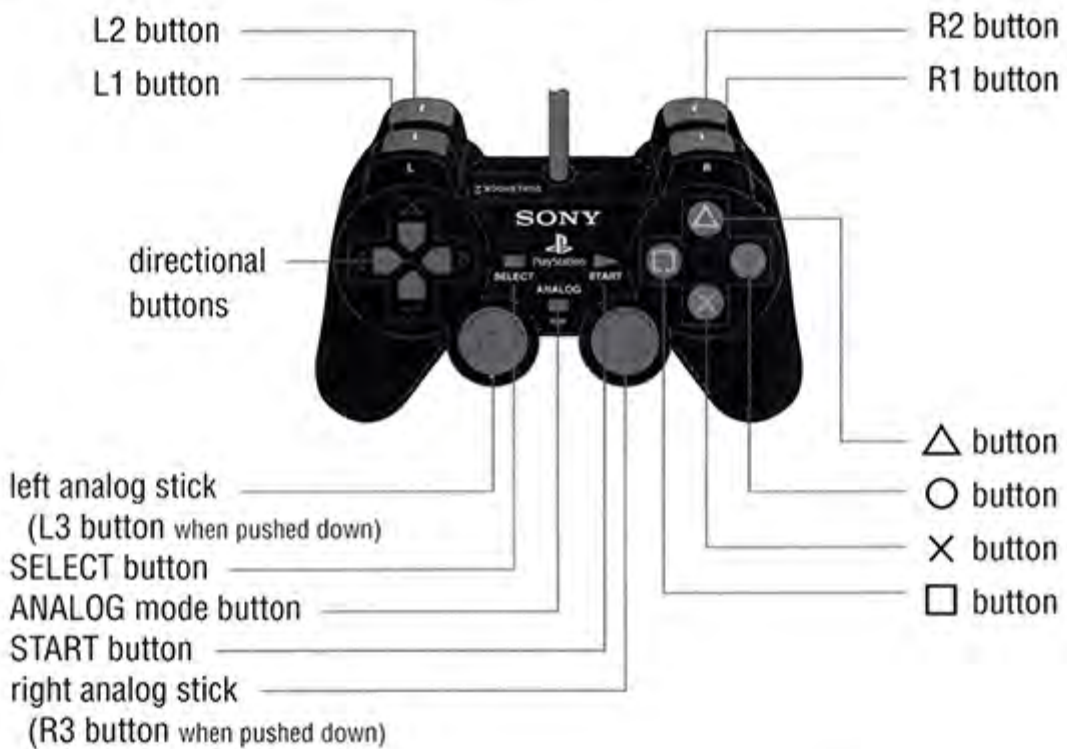 L2 button
R2 button
L1 button
R1 button
L
R
SONY
PlayStation
SELECT
START
ANALOG
directional
buttons
△ button
○ button
✕ button
□ button
left analog stick
(L3 button when pushed down)
SELECT button
ANALOG mode button
START button
right analog stick
(R3 button when pushed down)